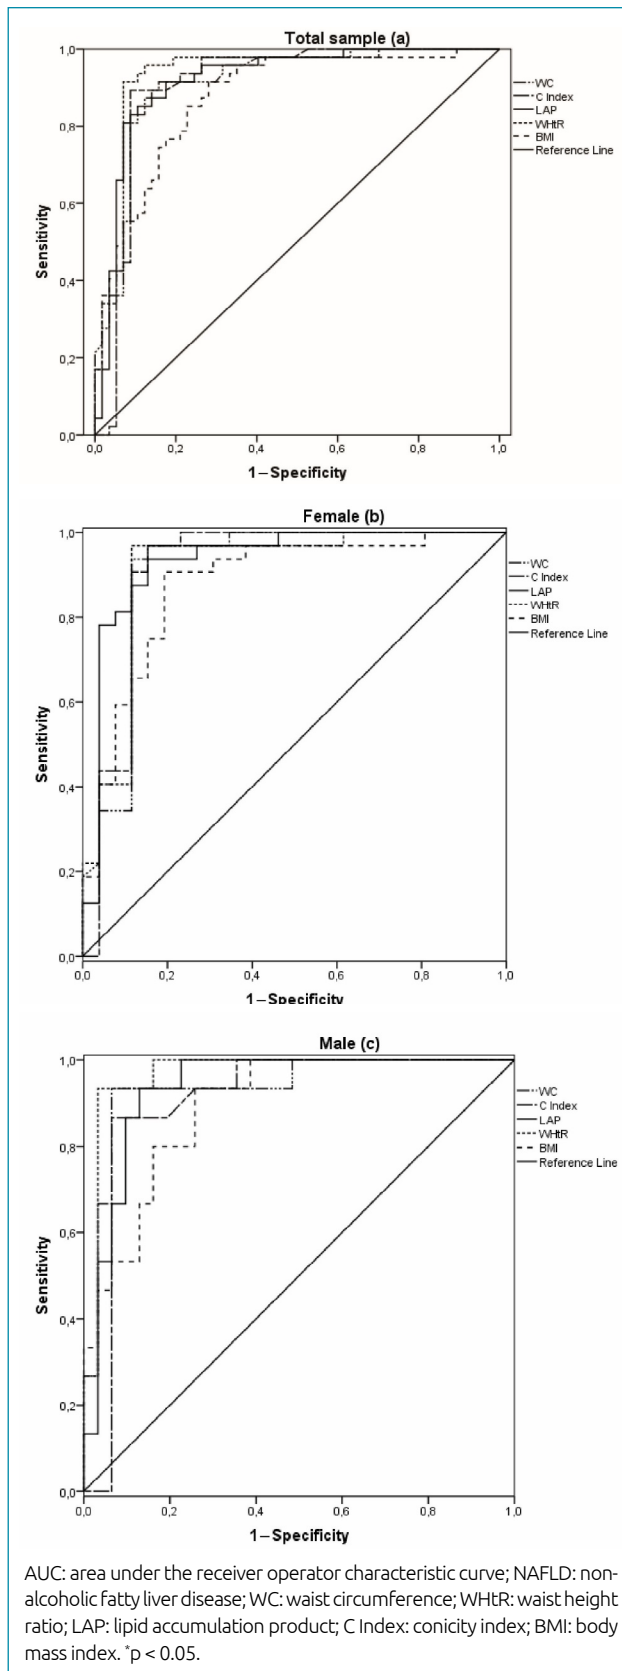 Total sample (a)
1,0
0,8
0,6
0,4
0,2
0,0
Sensitivity
0,0 0,2 0,4 0,6 0,8 1,0
1–Specificity
WC
C Index
LAP
WHtR
BMI
Reference Line
Female (b)
1,0
0,8
0,6
0,4
0,2
0,0
Sensitivity
0,0 0,2 0,4 0,6 0,8 1,0
1–Specificity
WC
C Index
LAP
WHtR
BMI
Reference Line
Male (c)
1,0
0,8
0,6
0,4
0,2
0,0
Sensitivity
0,0 0,2 0,4 0,6 0,8 1,0
1–Specificity
WC
C Index
LAP
WHtR
BMI
Reference Line
AUC: area under the receiver operator characteristic curve; NAFLD: non-
alcoholic fatty liver disease; WC: waist circumference; WHtR: waist height
ratio; LAP: lipid accumulation product; C Index: conicity index; BMI: body
mass index. *p < 0.05.